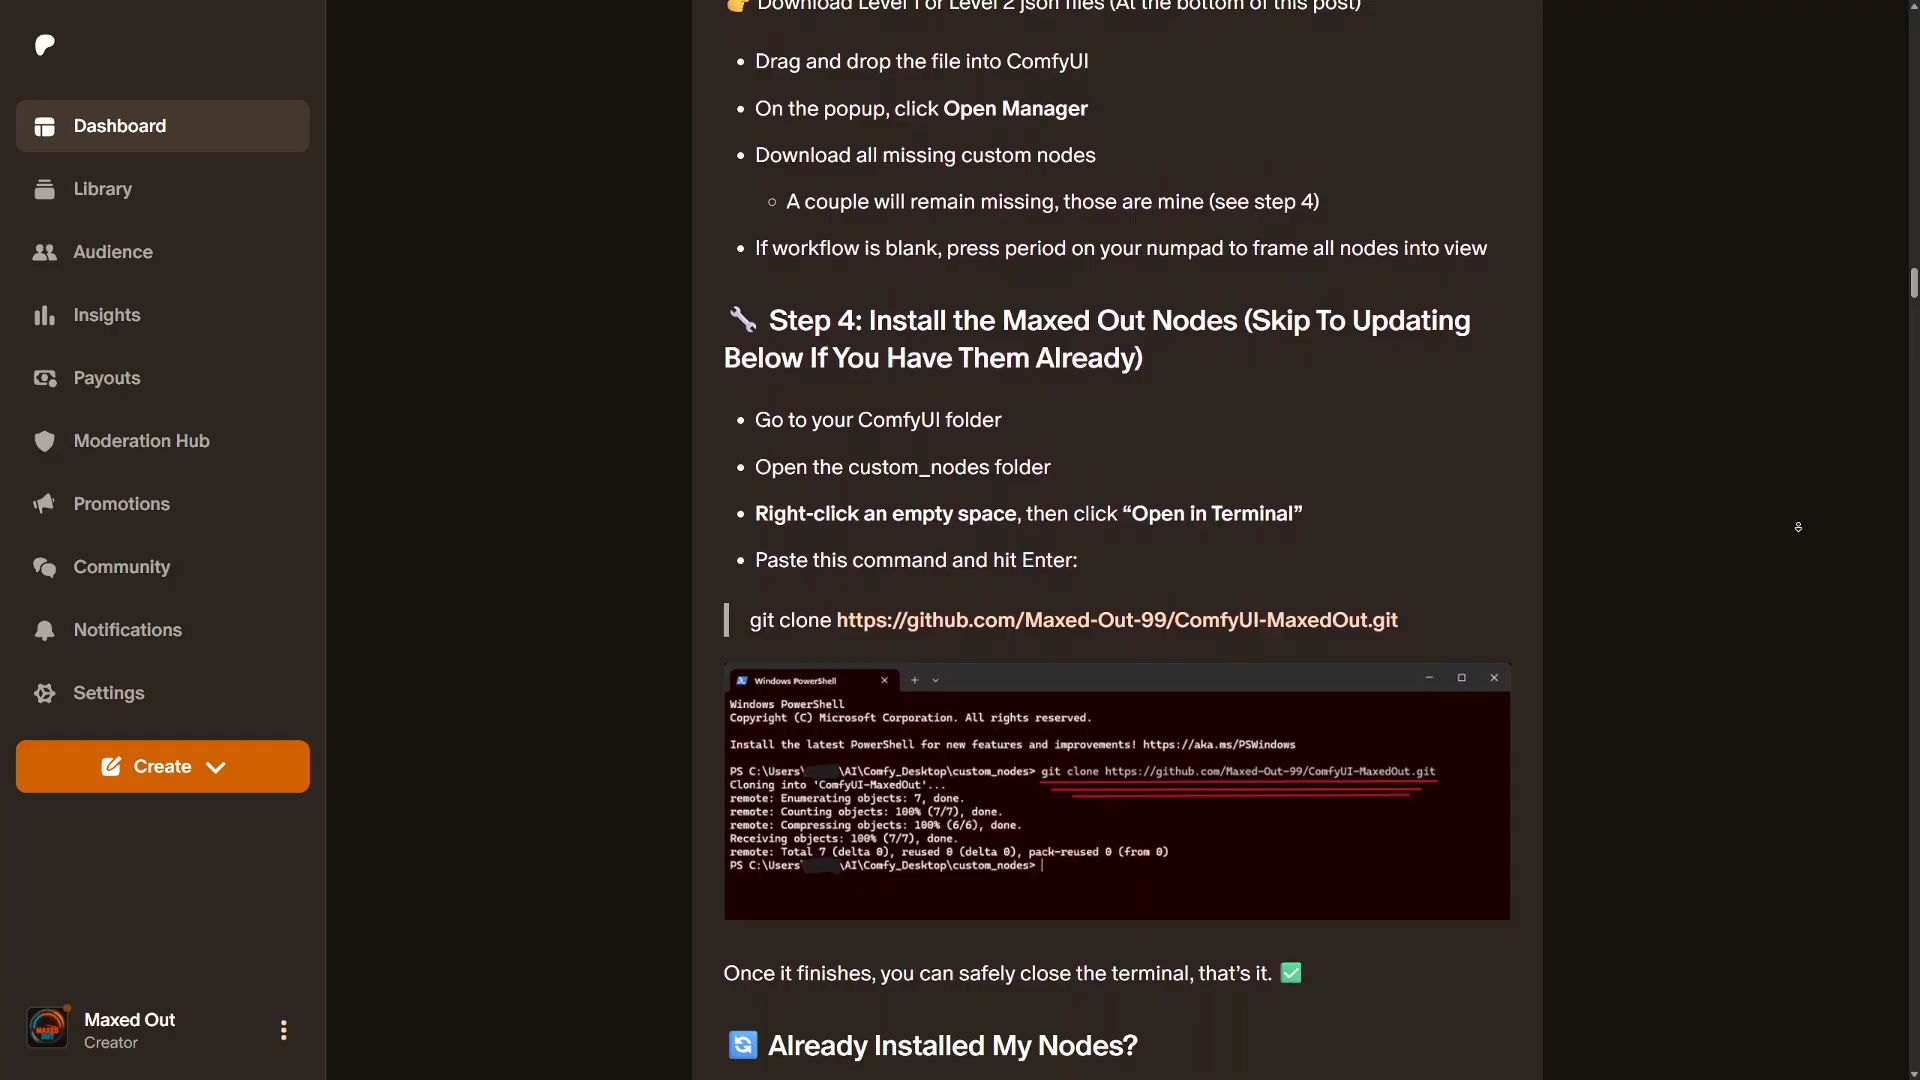 Dashboard
Library
Audience
Insights
Payouts
Moderation Hub
Promotions
Community
Notifications
Settings
Create
Maxed Out
Creator
Download Level 1 or Level 2 json files (At the bottom of this post)
Drag and drop the file into ComfyUI
On the popup, click Open Manager
Download all missing custom nodes
A couple will remain missing, those are mine (see step 4)
If workflow is blank, press period on your numpad to frame all nodes into view
Step 4: Install the Maxed Out Nodes (Skip To Updating
Below If You Have Them Already)
Go to your ComfyUI folder
Open the custom_nodes folder
Right-click an empty space, then click “Open in Terminal”
Paste this command and hit Enter:
git clone https://github.com/Maxed-Out-99/ComfyUI-MaxedOut.git
Windows PowerShell
Windows PowerShell
Copyright (C) Microsoft Corporation. All rights reserved.
Install the latest PowerShell for new features and improvements! https://aka.ms/PSWindows
PS C:\Users\ \AI\Comfy_Desktop\custom_nodes> git clone https://github.com/Maxed-Out-99/ComfyUI-MaxedOut.git
Cloning into 'ComfyUI-MaxedOut'...
remote: Enumerating objects: 7, done.
remote: Counting objects: 100% (7/7), done.
remote: Compressing objects: 100% (6/6), done.
Receiving objects: 100% (7/7), done.
remote: Total 7 (delta 0), reused 0 (delta 0), pack-reused 0 (from 0)
PS C:\Users \AI\Comfy_Desktop\custom_nodes>
Once it finishes, you can safely close the terminal, that’s it. ✅
Already Installed My Nodes?